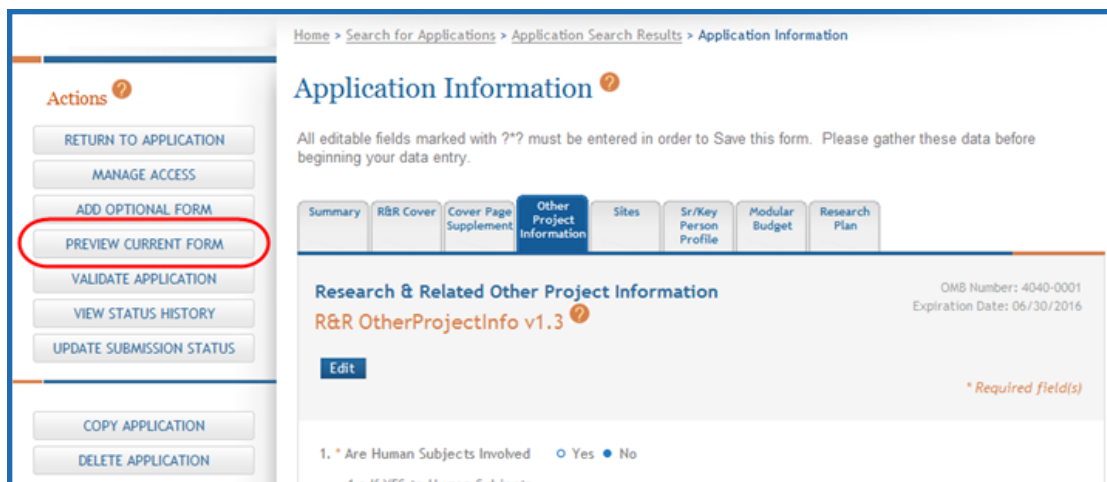 Home > Search for Applications > Application Search Results > Application Information
Actions ?
RETURN TO APPLICATION
MANAGE ACCESS
ADD OPTIONAL FORM
PREVIEW CURRENT FORM
VALIDATE APPLICATION
VIEW STATUS HISTORY
UPDATE SUBMISSION STATUS
COPY APPLICATION
DELETE APPLICATION
Application Information ?
All editable fields marked with ?*? must be entered in order to Save this form. Please gather these data before
beginning your data entry.
Summary
R&R Cover
Cover Page
Supplement
Other
Project
Information
Sites
Sr/Key
Person
Profile
Modular
Budget
Research
Plan
Research & Related Other Project Information
R&R OtherProjectInfo v1.3 ?
OMB Number: 4040-0001
Expiration Date: 06/30/2016
Edit
* Required field(s)
1. * Are Human Subjects Involved Yes No